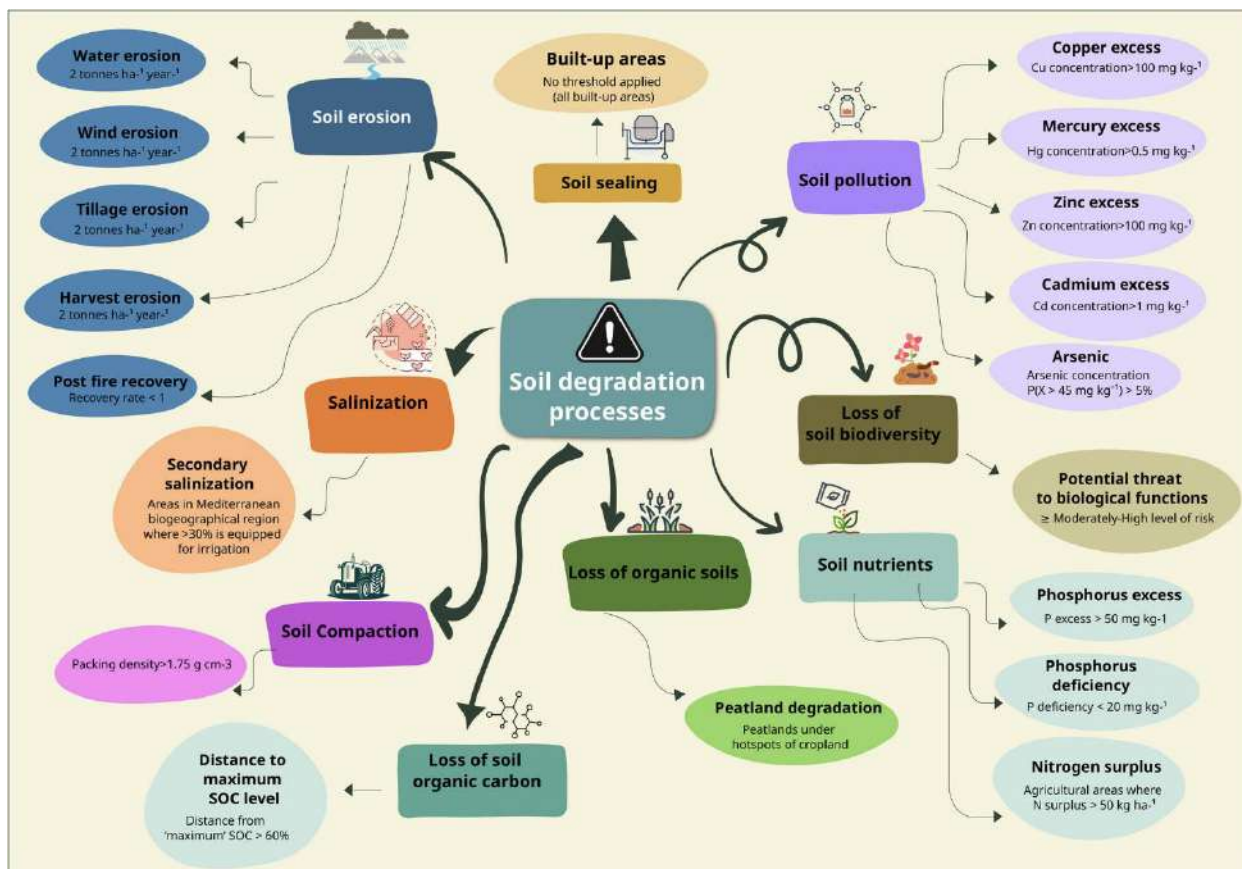 Soil degradation
processes
Soil erosion
Water erosion
2 tonnes ha-¹ year-¹
Wind erosion
2 tonnes ha-¹ year-¹
Tillage erosion
2 tonnes ha-¹ year-¹
Harvest erosion
2 tonnes ha-¹ year-¹
Post fire recovery
Recovery rate < 1
Soil sealing
Built-up areas
No threshold applied
(all built-up areas)
Soil pollution
Copper excess
Cu concentration>100 mg kg-¹
Mercury excess
Hg concentration>0.5 mg kg-¹
Zinc excess
Zn concentration>100 mg kg-¹
Cadmium excess
Cd concentration>1 mg kg-¹
Arsenic
Arsenic concentration
P(X > 45 mg kg⁻¹) > 5%
Salinization
Secondary
salinization
Areas in Mediterranean
biogeographical region
where >30% is equipped
for irrigation
Loss of
soil biodiversity
Potential threat
to biological functions
≥ Moderately-High level of risk
Soil Compaction
Packing density>1.75 g cm-3
Loss of organic soils
Peatland degradation
Peatlands under
hotspots of cropland
Soil nutrients
Phosphorus excess
P excess > 50 mg kg-1
Phosphorus
deficiency
P deficiency < 20 mg kg-¹
Nitrogen surplus
Agricultural areas where
N surplus > 50 kg ha-¹
Loss of soil
organic carbon
Distance to
maximum
SOC level
Distance from
‘maximum’ SOC > 60%